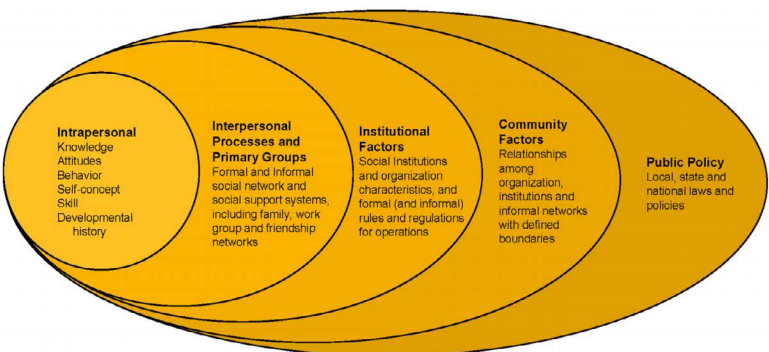 Intrapersonal
Knowledge
Attitudes
Behavior
Self-concept
Skill
Developmental
history
Interpersonal
Processes and
Primary Groups
Formal and Informal
social network and
social support systems,
including family, work
group and friendship
networks
Institutional
Factors
Social Institutions
and organization
characteristics, and
formal (and informal)
rules and regulations
for operations
Community
Factors
Relationships
among
organization,
institutions and
informal networks
with defined
boundaries
Public Policy
Local, state and
national laws and
policies